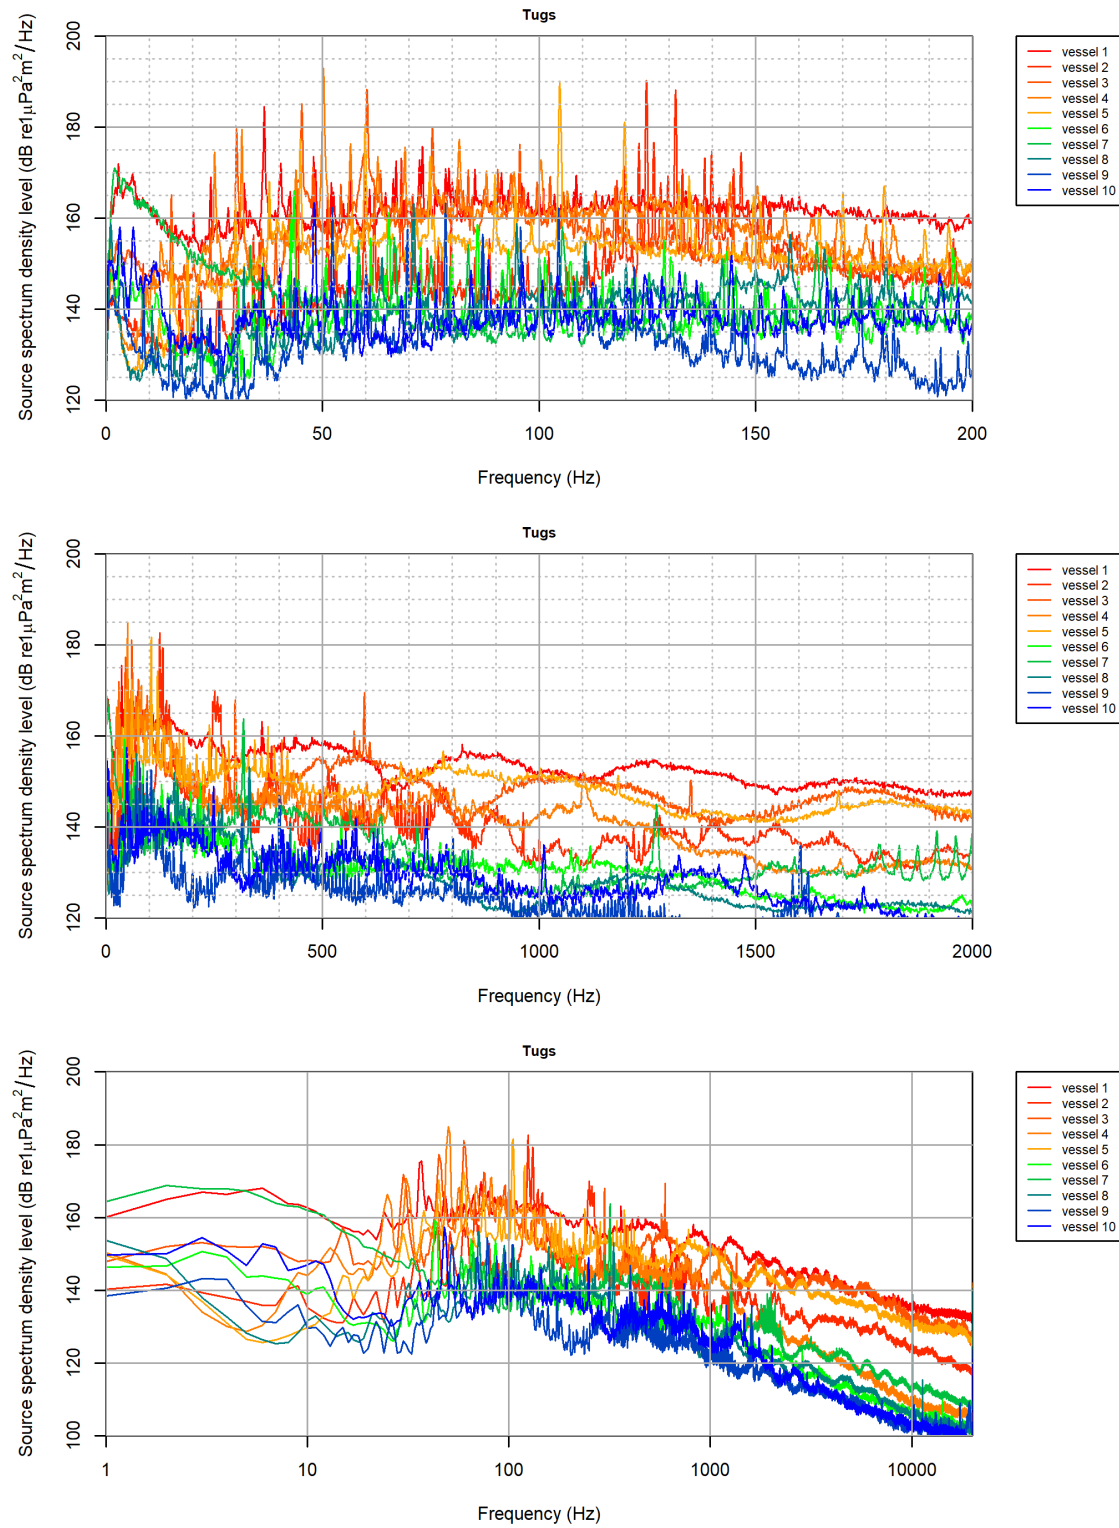 Tugs
Source spectrum density level (dB re1μPa²m²/Hz)
200
180
160
140
120
0
50
100
150
200
Frequency (Hz)
vessel 1
vessel 2
vessel 3
vessel 4
vessel 5
vessel 6
vessel 7
vessel 8
vessel 9
vessel 10
Tugs
Source spectrum density level (dB re1μPa²m²/Hz)
200
180
160
140
120
0
500
1000
1500
2000
Frequency (Hz)
vessel 1
vessel 2
vessel 3
vessel 4
vessel 5
vessel 6
vessel 7
vessel 8
vessel 9
vessel 10
Tugs
Source spectrum density level (dB re1μPa²m²/Hz)
200
180
160
140
120
100
1
10
100
1000
10000
Frequency (Hz)
vessel 1
vessel 2
vessel 3
vessel 4
vessel 5
vessel 6
vessel 7
vessel 8
vessel 9
vessel 10